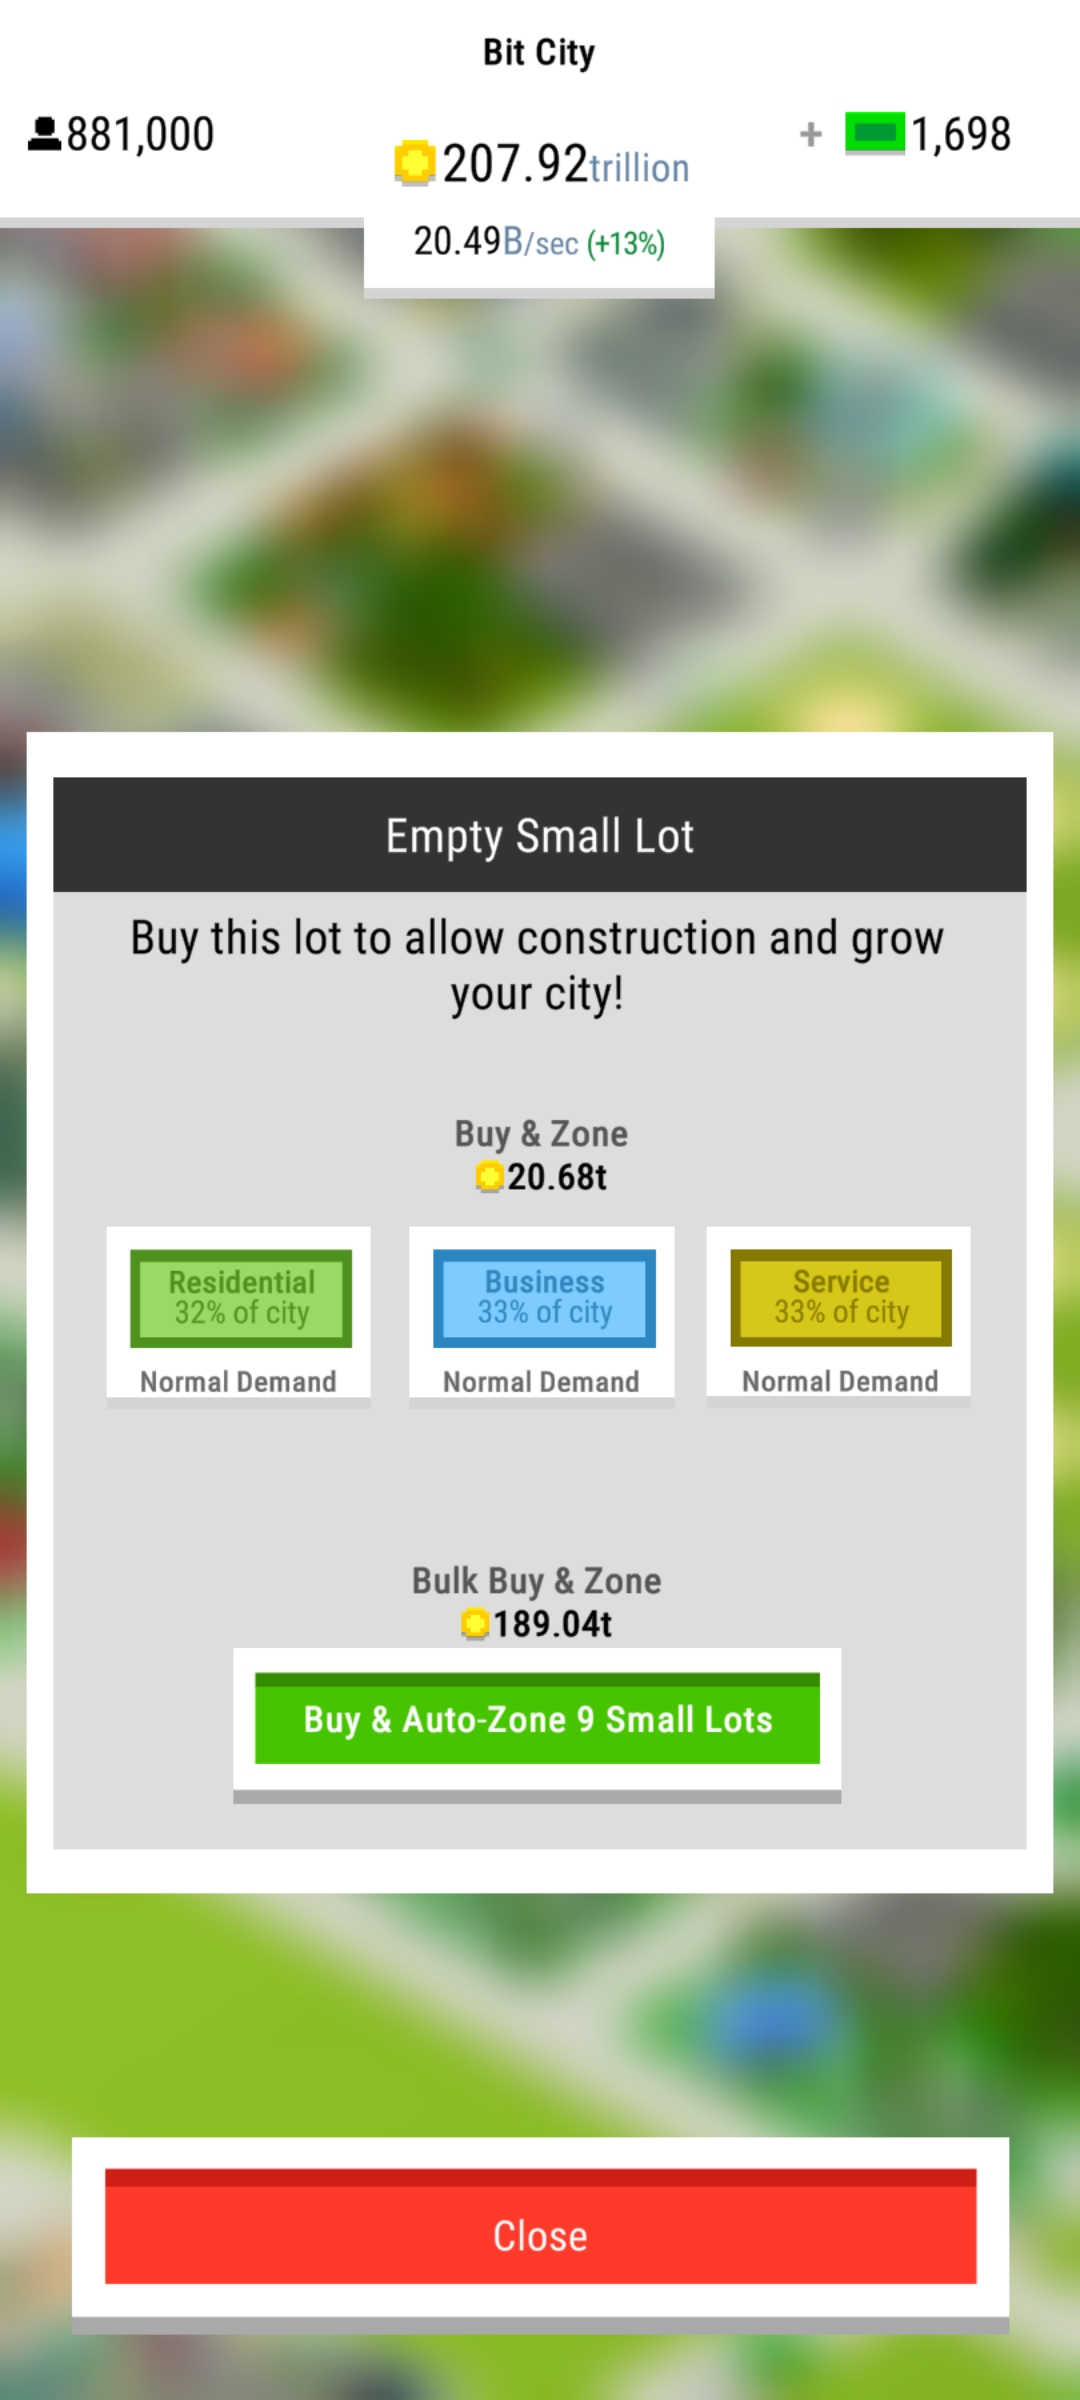 Bit City
881,000
207.92trillion
+ 1,698
20.49B/sec (+13%)
Empty Small Lot
Buy this lot to allow construction and grow
your city!
Buy & Zone
20.68t
Residential
32% of city
Normal Demand
Business
33% of city
Normal Demand
Service
33% of city
Normal Demand
Bulk Buy & Zone
189.04t
Buy & Auto-Zone 9 Small Lots
Close